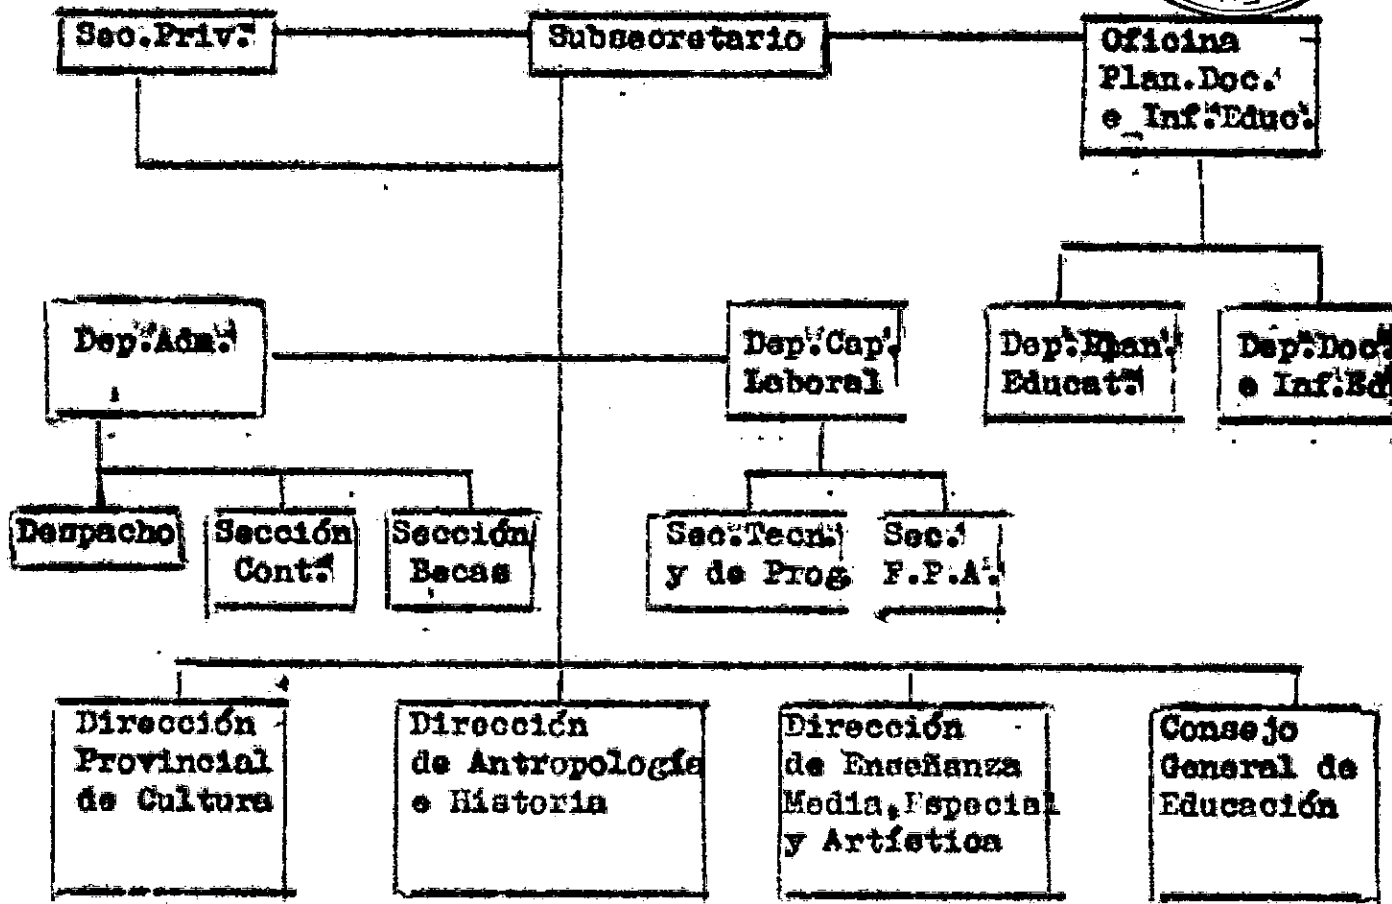 Sec.Priv.
Subsecretario
Oficina
Plan.Doc.
e Inf.Educ.
Dep.Adm.
Dep.Cap.
Laboral
Dep.Plan.
Educat.
Dep.Doc.
e Inf.Ed
Despacho
Sección
Cont.
Sección
Becas
Sec.Tecn.
y de Prog.
Sec.
F.P.A.
Dirección
Provincial
de Cultura
Dirección
de Antropología
e Historia
Dirección
de Enseñanza
Media,Especial
y Artística
Consejo
General de
Educación